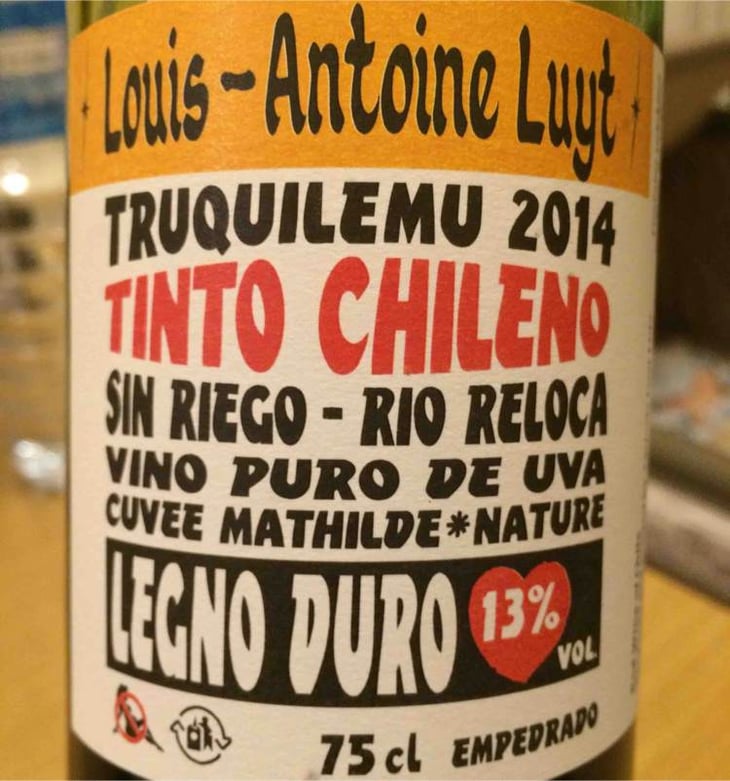 Louis-Antoine Luyt
TRUQUILEMU 2014
TINTO CHILENO
SIN RIEGO - RIO RELOCA
VINO PURO DE UVA
CUVEE MATHILDE*NATURE
LEGNO DURO 13% VOL.
75 cl EMPEDRADO